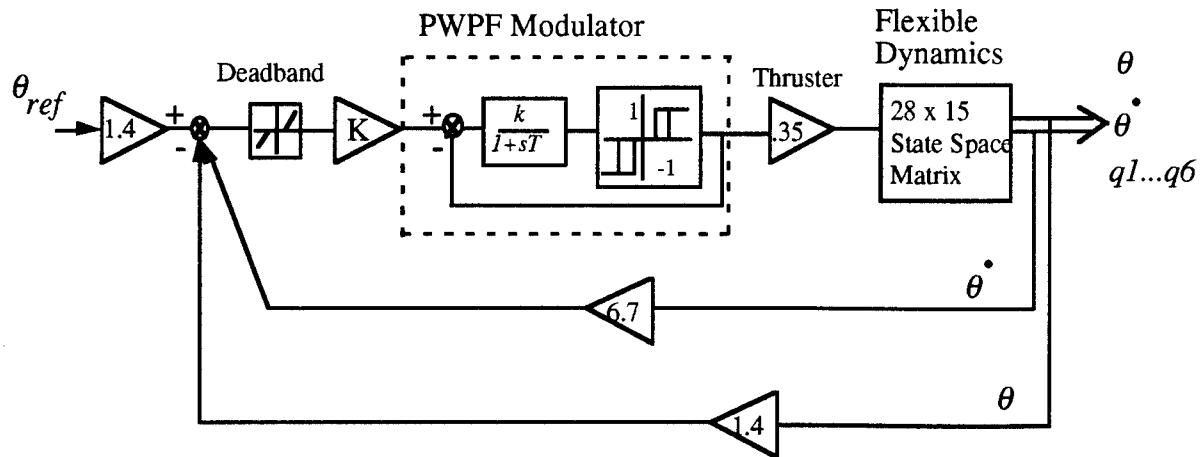 PWPF Modulator
Flexible
Dynamics
Deadband
Thruster
θ
θref
1.4
+
-
K
+
-
k
1+sT
1
-1
.35
28 x 15
State Space
Matrix
θ̇
q1...q6
θ̇
6.7
θ
1.4